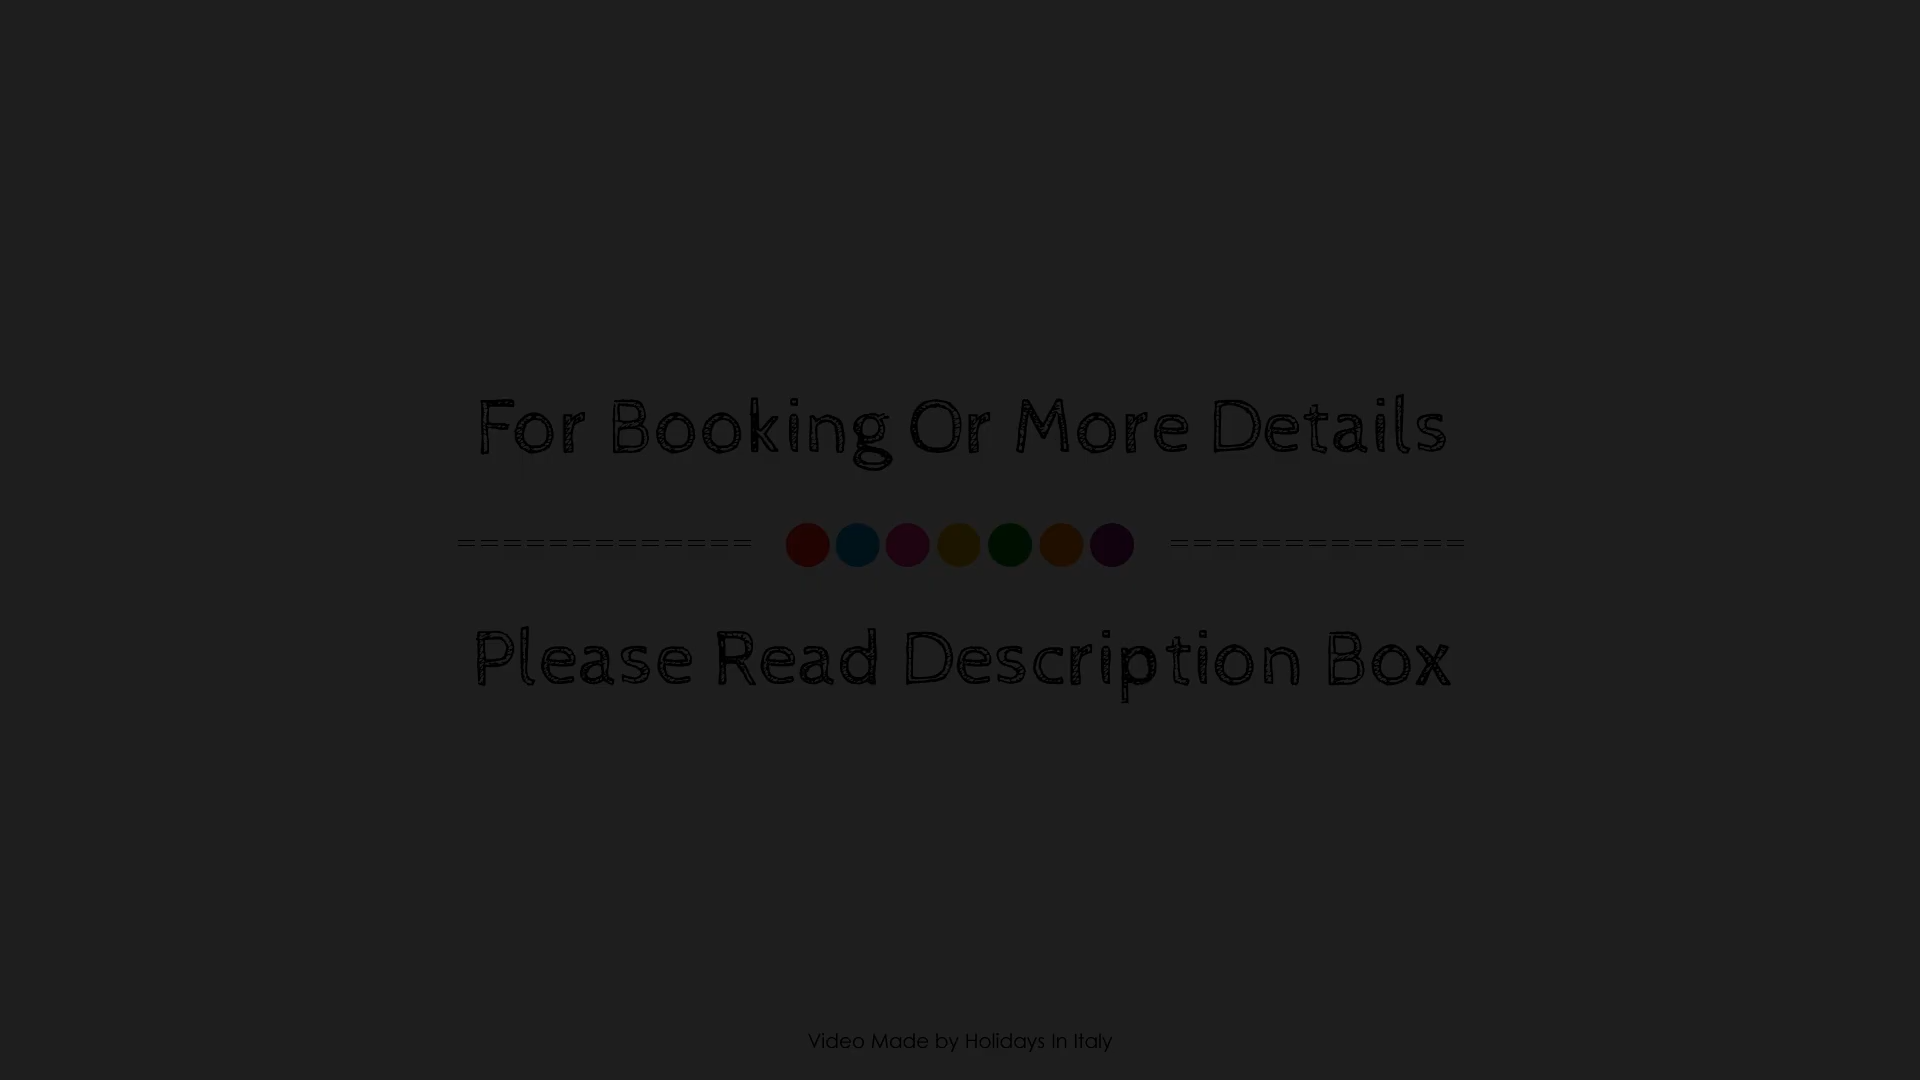 For Booking Or More Details
============= =============
Please Read Description Box
Video Made by Holidays In Italy